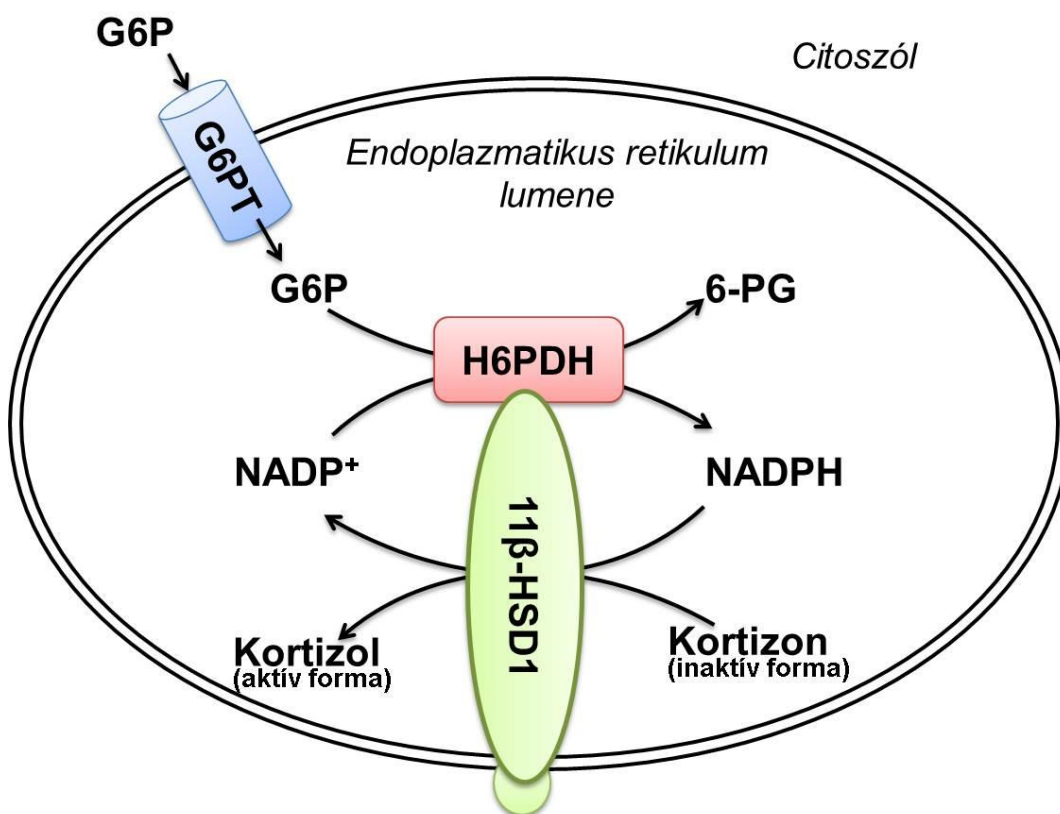 G6P
Citoszól
G6PT
Endoplazmatikus retikulum
lumene
G6P
6-PG
H6PDH
NADP⁺
NADPH
11β-HSD1
Kortizol
(aktív forma)
Kortizon
(inaktív forma)